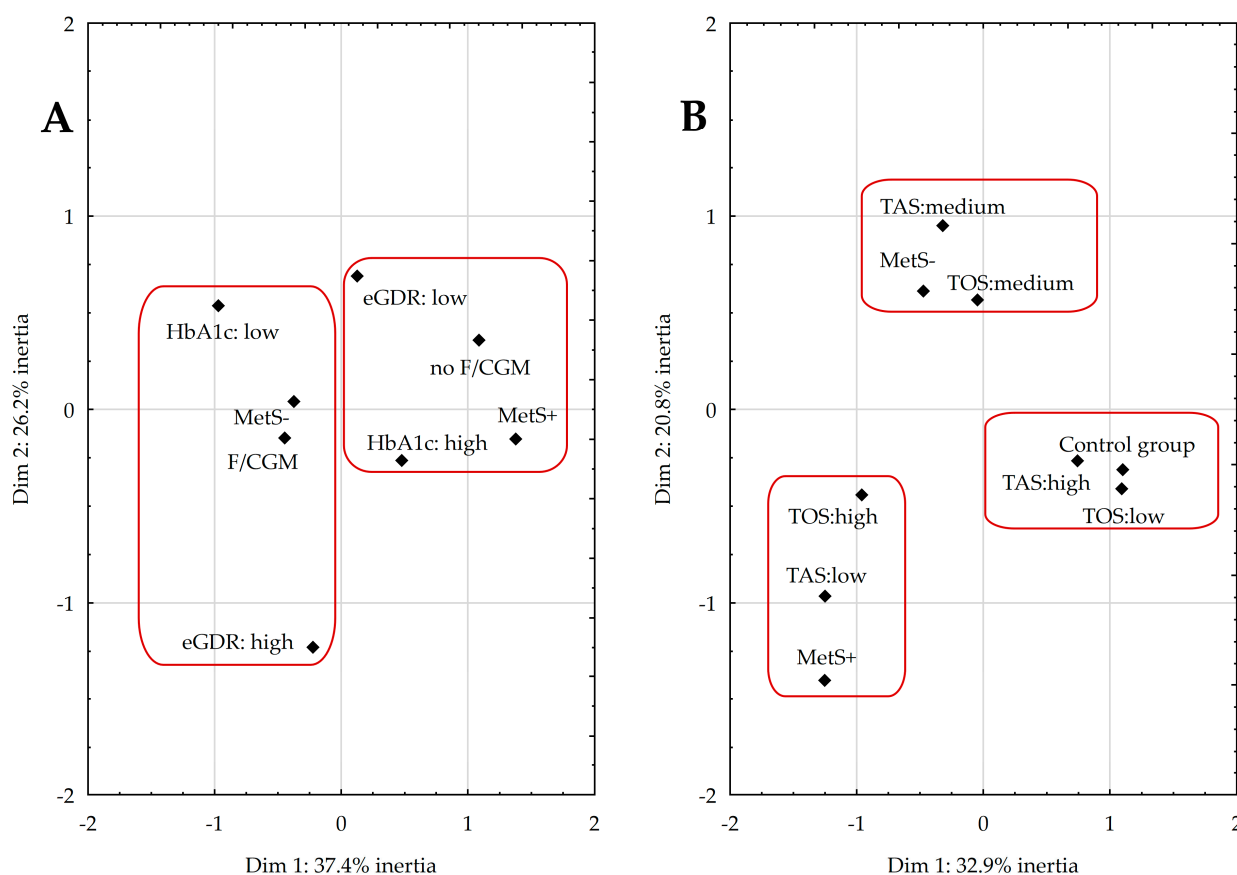 A
2
1
0
-1
-2
-2
-1
0
1
2
Dim 2: 26.2% inertia
Dim 1: 37.4% inertia
eGDR: low
HbA1c: low
no F/CGM
MetS-
MetS+
HbA1c: high
F/CGM
eGDR: high
B
2
1
0
-1
-2
-2
-1
0
1
2
Dim 2: 20.8% inertia
Dim 1: 32.9% inertia
TAS:medium
MetS-
TOS:medium
Control group
TAS:high
TOS:low
TOS:high
TAS:low
MetS+